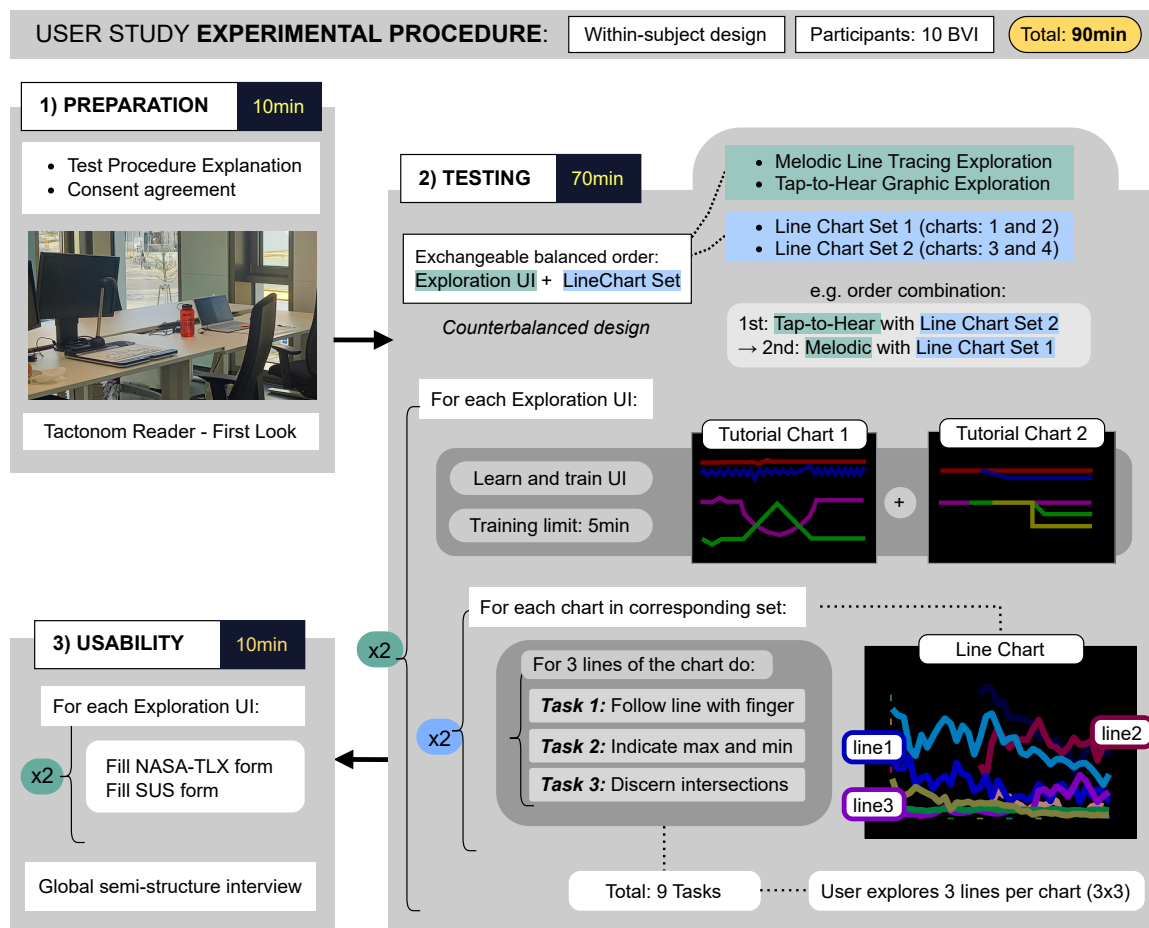 USER STUDY EXPERIMENTAL PROCEDURE:
Within-subject design
Participants: 10 BVI
Total: 90min
1) PREPARATION
10min
• Test Procedure Explanation
• Consent agreement
Tactonom Reader - First Look
2) TESTING
70min
• Melodic Line Tracing Exploration
• Tap-to-Hear Graphic Exploration
• Line Chart Set 1 (charts: 1 and 2)
• Line Chart Set 2 (charts: 3 and 4)
Exchangeable balanced order:
Exploration UI + LineChart Set
Counterbalanced design
e.g. order combination:
1st: Tap-to-Hear with Line Chart Set 2
→ 2nd: Melodic with Line Chart Set 1
For each Exploration UI:
Learn and train UI
Training limit: 5min
Tutorial Chart 1
+
Tutorial Chart 2
x2
For each chart in corresponding set:
x2
For 3 lines of the chart do:
Task 1: Follow line with finger
Task 2: Indicate max and min
Task 3: Discern intersections
Line Chart
line1
line2
line3
Total: 9 Tasks
User explores 3 lines per chart (3x3)
3) USABILITY
10min
For each Exploration UI:
x2
Fill NASA-TLX form
Fill SUS form
Global semi-structure interview